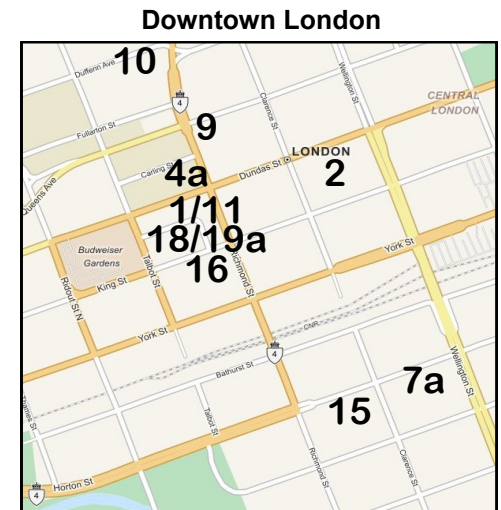 Downtown London
10
Dufferin Ave
4
Wellington St
CENTRAL
LONDON
Clarence St
Fullarton St
9
LONDON
Carling St
4a
Dundas St
2
Queens Ave
1/11
18/19a
Budweiser
Gardens
York St
16
Richmond St
Talbot St
King St
Ridout St N
York St
CNR
4
Bathurst St
Wellington St
7a
Thames St
15
Talbot St
Richmond St
Clarence St
Horton St
4